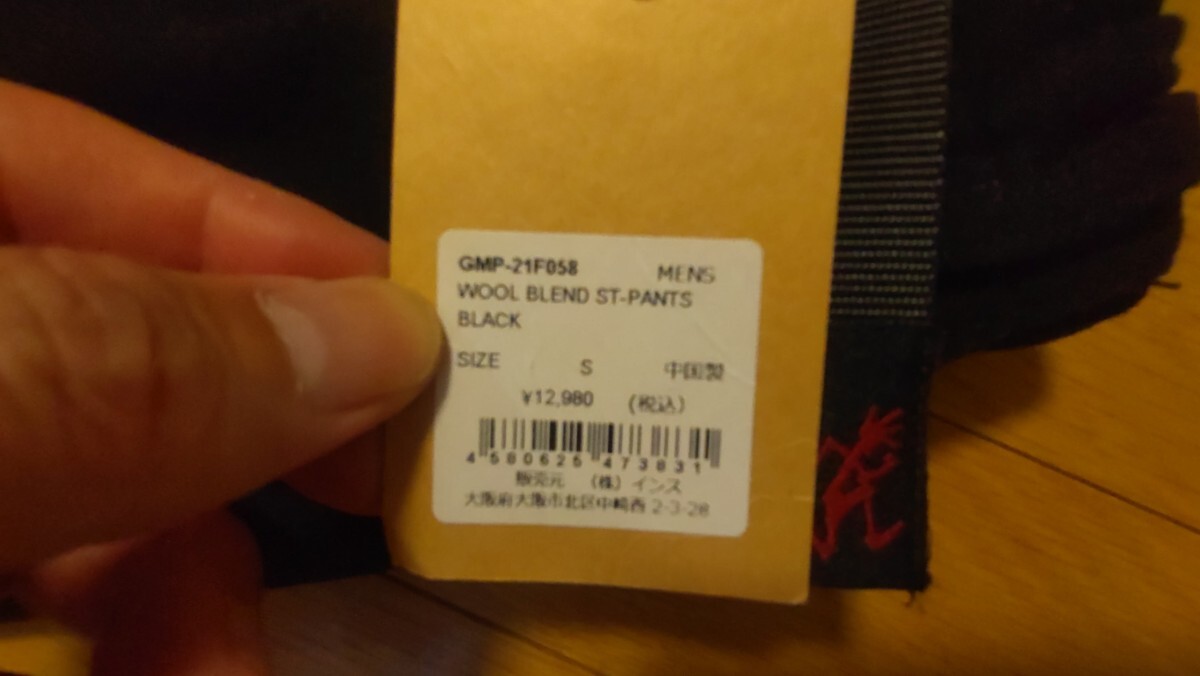 GMP-21F058 MENS
WOOL BLEND ST-PANTS
BLACK
SIZE S 中国製
¥12,980 (税込)
4 580625 473831
販売元 (株) インス
大阪府大阪市北区中崎西 2-3-28